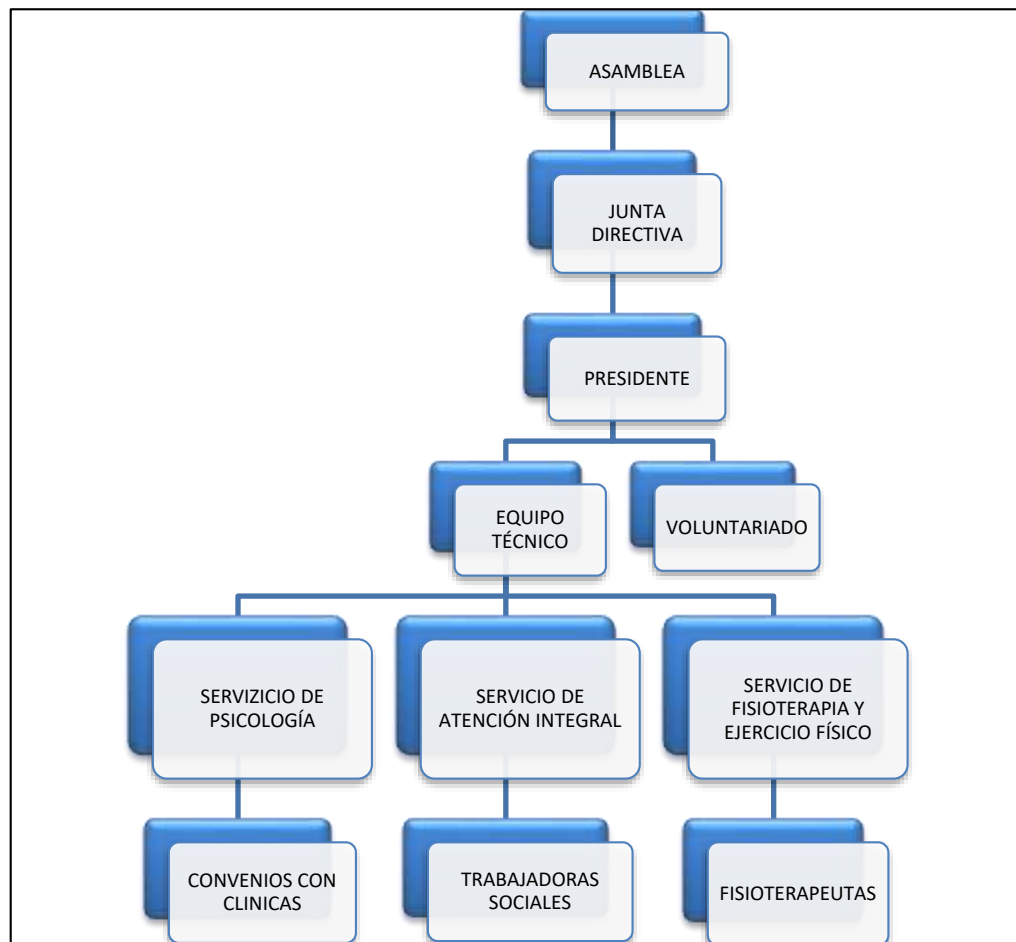 ASAMBLEA
JUNTA
DIRECTIVA
PRESIDENTE
EQUIPO
TÉCNICO
VOLUNTARIADO
SERVIZICIO DE
PSICOLOGÍA
SERVICIO DE
ATENCIÓN INTEGRAL
SERVICIO DE
FISIOTERAPIA Y
EJERCICIO FÍSICO
CONVENIOS CON
CLINICAS
TRABAJADORAS
SOCIALES
FISIOTERAPEUTAS